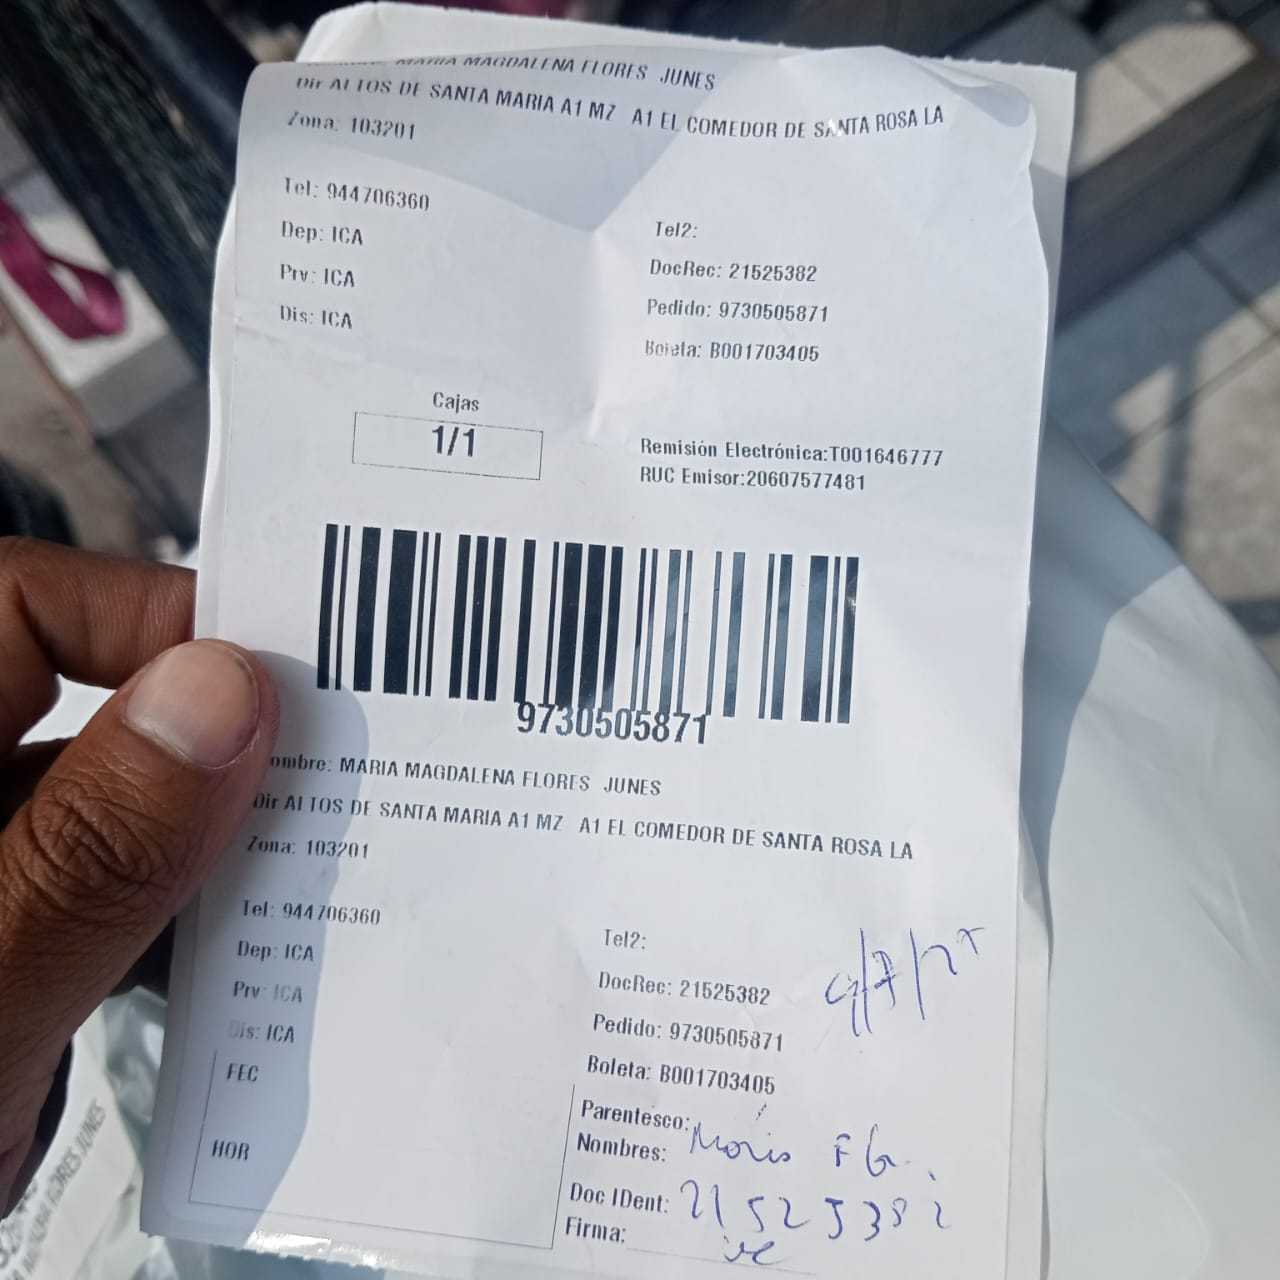 MARIA MAGDALENA FLORES JUNES
Dir ALTOS DE SANTA MARIA A1 MZ A1 EL COMEDOR DE SANTA ROSA LA
Zona: 103201
Tel: 944706360
Tel2:
Dep: ICA
DocRec: 21525382
Prv: ICA
Pedido: 9730505871
Dis: ICA
Boleta: B001703405
Cajas
1/1
Remisión Electrónica:T001646777
RUC Emisor:20607577481
9730505871
ombre: MARIA MAGDALENA FLORES JUNES
Dir ALTOS DE SANTA MARIA A1 MZ A1 EL COMEDOR DE SANTA ROSA LA
Zona: 103201
Tel: 944706360
Tel2:
Dep: ICA
DocRec: 21525382
Prv: ICA
Pedido: 9730505871
Dis: ICA
Boleta: B001703405
FEC
Parentesco:
Nombres:
HOR
Doc IDent: 21525382
Firma:
FLORES JUNES